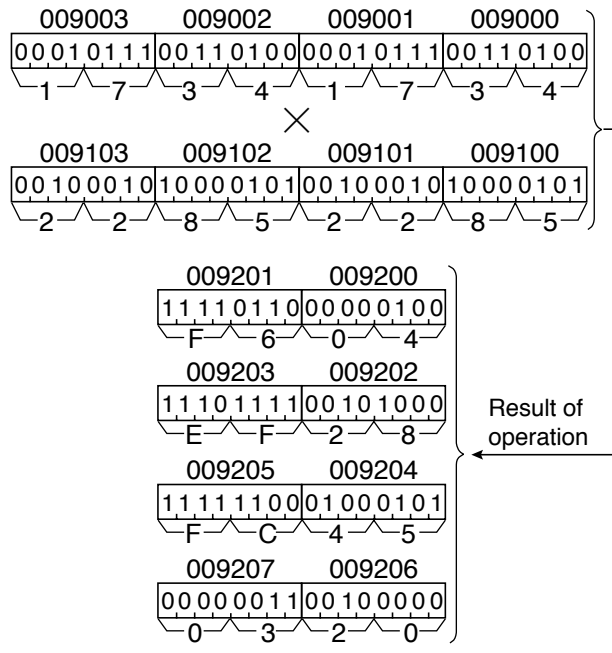 009003 009002 009001 009000
00010111 00110100 00010111 00110100
1 7 3 4 1 7 3 4
×
009103 009102 009101 009100
00100010 10000101 00100010 10000101
2 2 8 5 2 2 8 5
009201 009200
11110110 00000100
F 6 0 4
009203 009202
11101111 00101000
E F 2 8
Result of
operation
009205 009204
11111100 01000101
F C 4 5
009207 009206
00000011 00100000
0 3 2 0